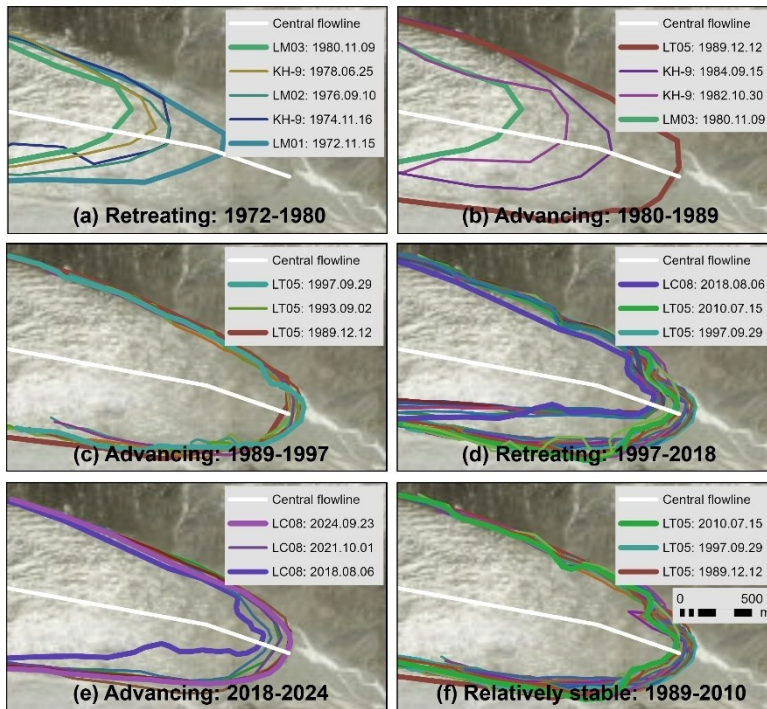 Central flowline
LM03: 1980.11.09
KH-9: 1978.06.25
LM02: 1976.09.10
KH-9: 1974.11.16
LM01: 1972.11.15
(a) Retreating: 1972-1980
Central flowline
LT05: 1989.12.12
KH-9: 1984.09.15
KH-9: 1982.10.30
LM03: 1980.11.09
(b) Advancing: 1980-1989
Central flowline
LT05: 1997.09.29
LT05: 1993.09.02
LT05: 1989.12.12
(c) Advancing: 1989-1997
Central flowline
LC08: 2018.08.06
LT05: 2010.07.15
LT05: 1997.09.29
(d) Retreating: 1997-2018
Central flowline
LC08: 2024.09.23
LC08: 2021.10.01
LC08: 2018.08.06
(e) Advancing: 2018-2024
Central flowline
LT05: 2010.07.15
LT05: 1997.09.29
LT05: 1989.12.12
0 500
m
(f) Relatively stable: 1989-2010